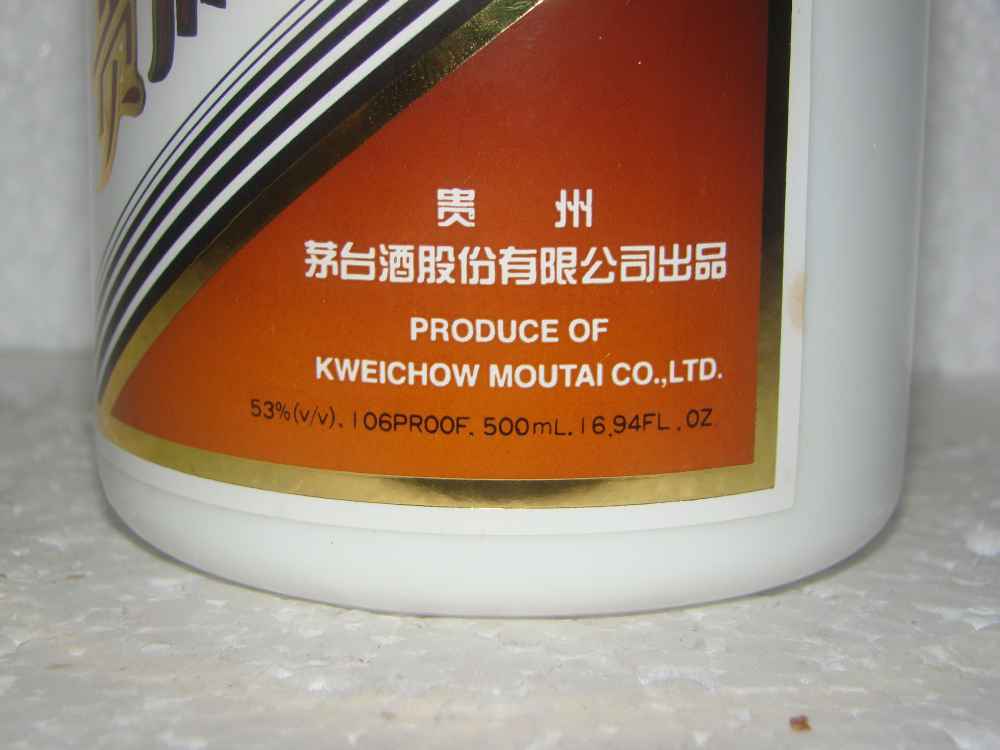 贵 州
茅台酒股份有限公司出品
PRODUCE OF
KWEICHOW MOUTAI CO.,LTD.
53%(v/v). 106PROOF. 500mL. 16.94FL.OZ.